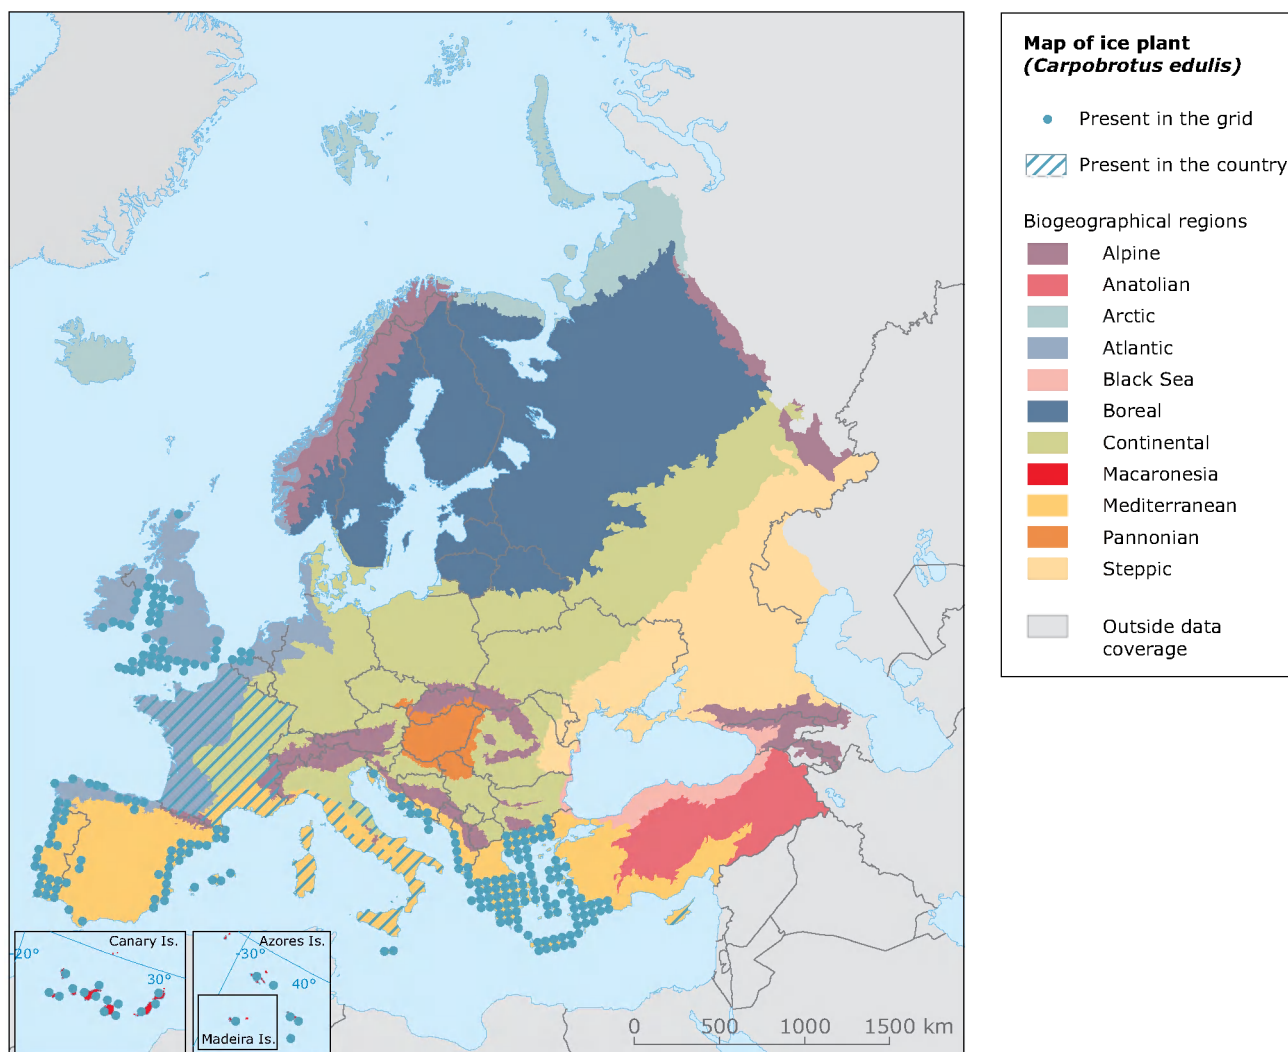 Map of ice plant
(Carpobrotus edulis)
Present in the grid
Present in the country
Biogeographical regions
Alpine
Anatolian
Arctic
Atlantic
Black Sea
Boreal
Continental
Macaronesia
Mediterranean
Pannonian
Steppic
Outside data
coverage
Canary Is.
-20°
30°
Azores Is.
-30°
40°
Madeira Is.
0 500 1000 1500 km